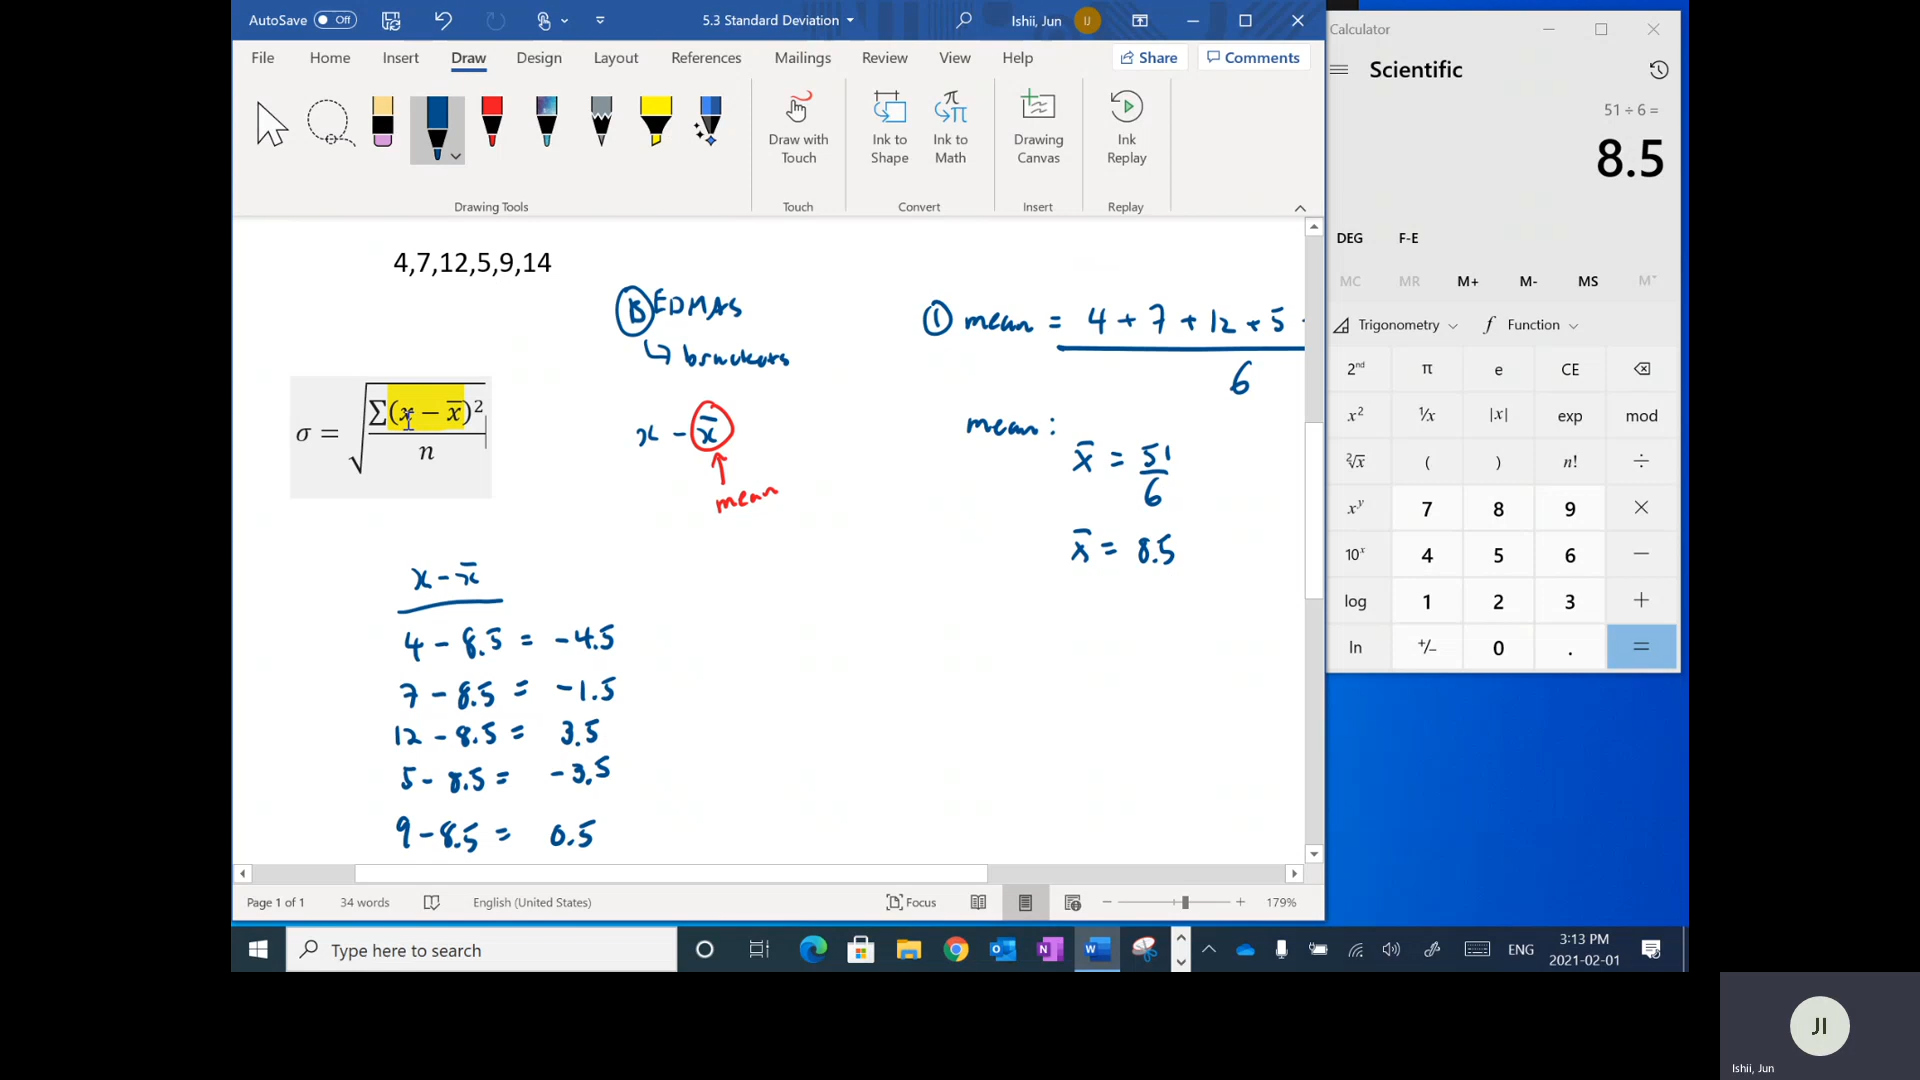 AutoSave Off 5.3 Standard Deviation Ishii, Jun IJ
File Home Insert Draw Design Layout References Mailings Review View Help Share Comments
Draw with Touch
Ink to Shape
Ink to Math
Drawing Canvas
Ink Replay
Drawing Tools Touch Convert Insert Replay
4,7,12,5,9,14
BEDMAS
↳ brackets
σ = √(∑(x − x̄)²/n)
x - x̄
↑
mean
① mean = 4 + 7 + 12 + 5 +
6
mean:
x̄ = 51/6
x̄ = 8.5
x - x̄
4 - 8.5 = -4.5
7 - 8.5 = -1.5
12 - 8.5 = 3.5
5 - 8.5 = -3.5
9 - 8.5 = 0.5
Page 1 of 1 34 words English (United States) Focus 179%
Calculator
Scientific
51 ÷ 6 =
8.5
DEG F-E
MC MR M+ M- MS M˅
Trigonometry f Function
2ⁿᵈ π e CE
x² ¹/x |x| exp mod
²√x ( ) n! ÷
xʸ 7 8 9 ×
10ˣ 4 5 6 −
log 1 2 3 +
ln +/− 0 . =
Type here to search ENG 3:13 PM
2021-02-01
JI
Ishii, Jun